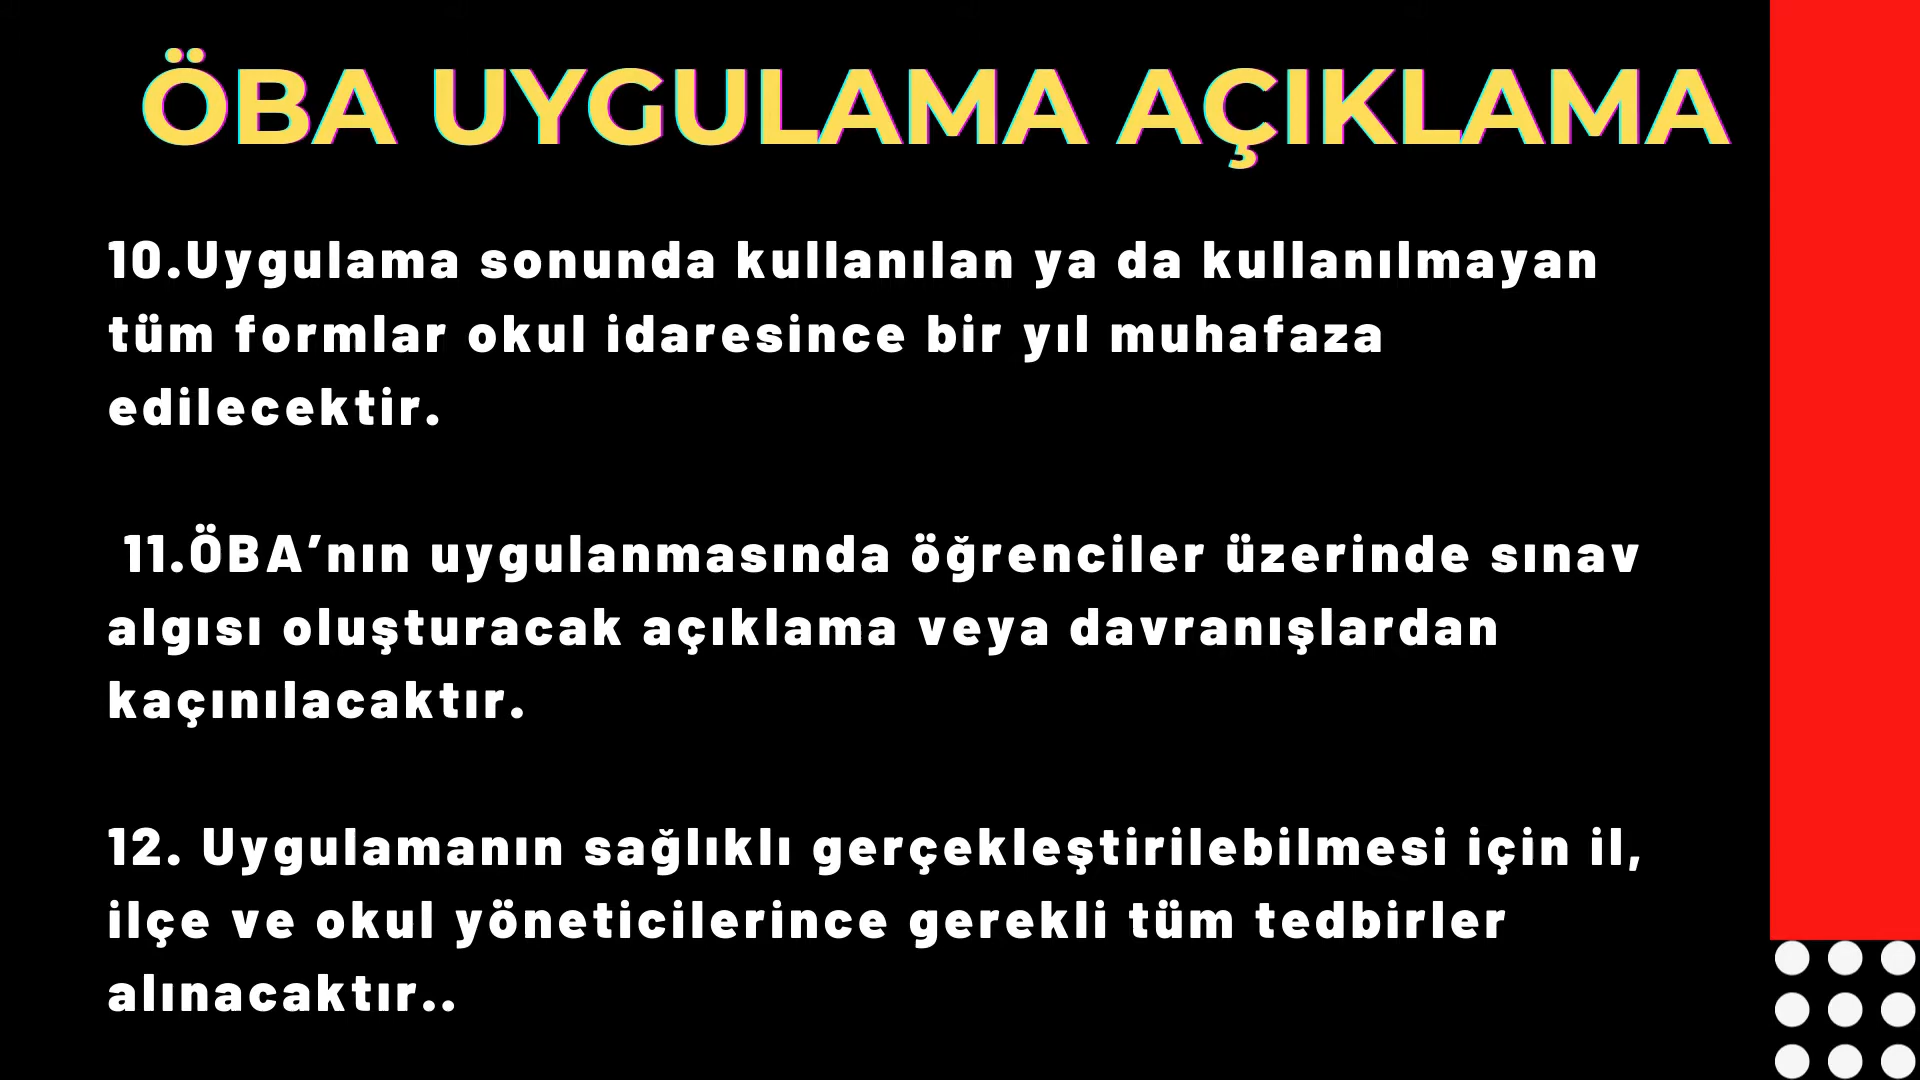 ÖBA UYGULAMA AÇIKLAMA
10.Uygulama sonunda kullanılan ya da kullanılmayan
tüm formlar okul idaresince bir yıl muhafaza
edilecektir.
11.ÖBA’nın uygulanmasında öğrenciler üzerinde sınav
algısı oluşturacak açıklama veya davranışlardan
kaçınılacaktır.
12. Uygulamanın sağlıklı gerçekleştirilebilmesi için il,
ilçe ve okul yöneticilerince gerekli tüm tedbirler
alınacaktır..